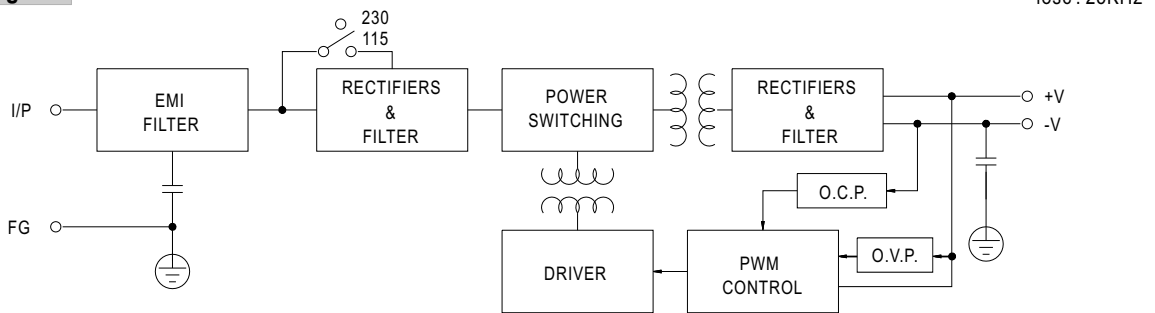 230
115
I/P
EMI
FILTER
RECTIFIERS
&
FILTER
POWER
SWITCHING
RECTIFIERS
&
FILTER
+V
-V
O.C.P.
FG
DRIVER
PWM
CONTROL
O.V.P.